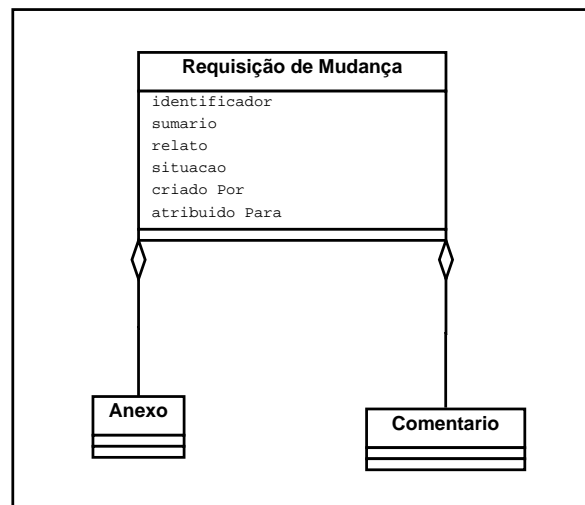 Requisição de Mudança
identificador
sumario
relato
situacao
criado Por
atribuido Para
Anexo
Comentario